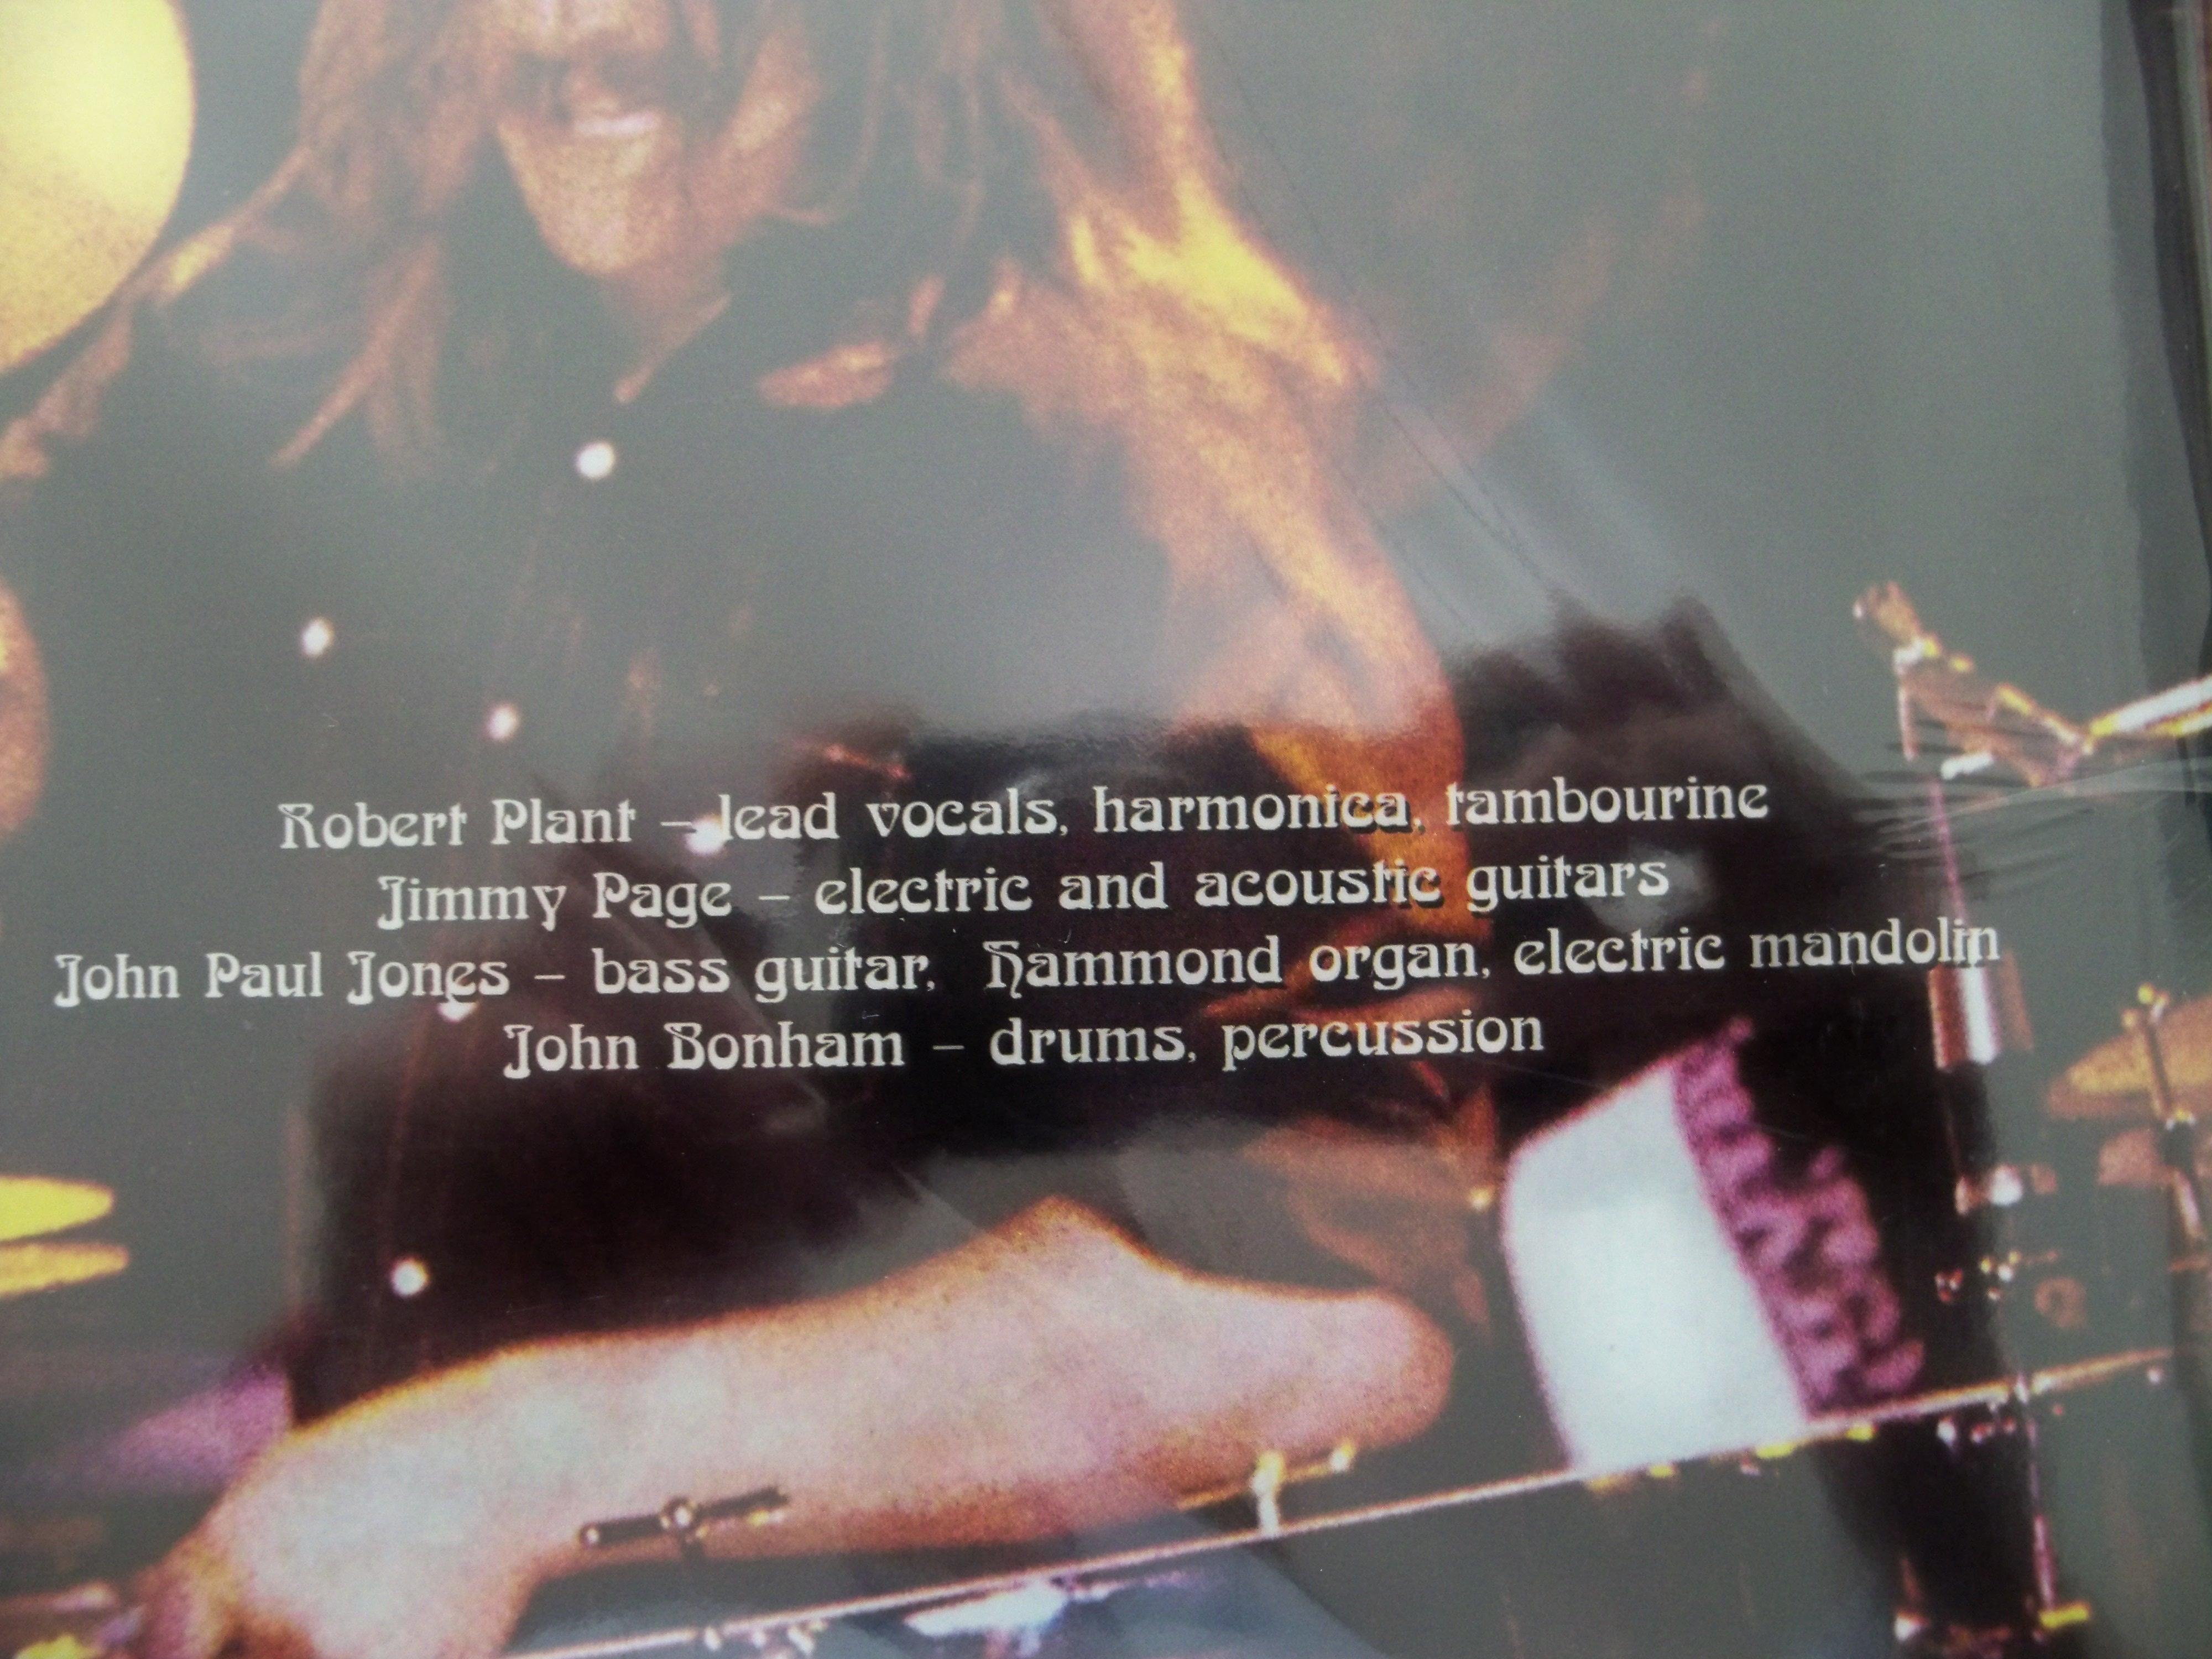 Robert Plant – lead vocals, harmonica, tambourine
Jimmy Page – electric and acoustic guitars
John Paul Jones – bass guitar, Hammond organ, electric mandolin
John Bonham – drums, percussion